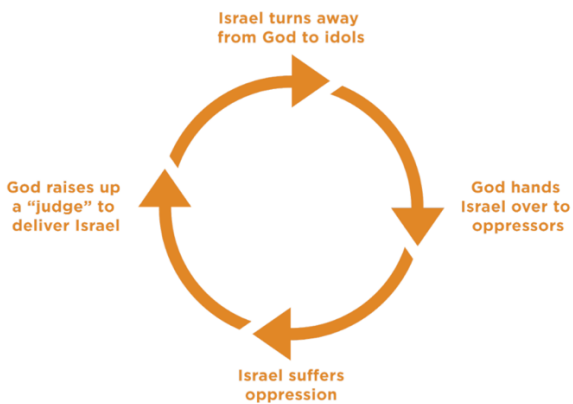 Israel turns away
from God to idols
God hands
Israel over to
oppressors
Israel suffers
oppression
God raises up
a “judge” to
deliver Israel